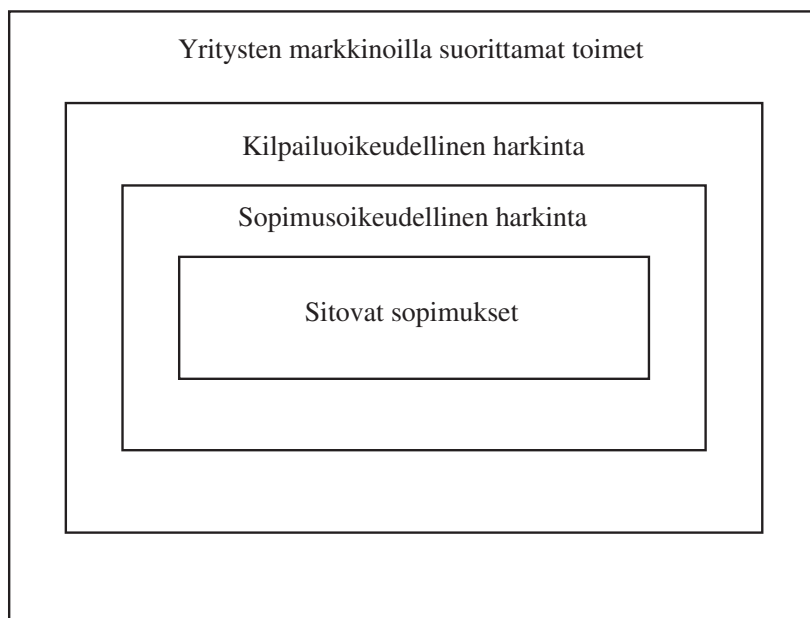 Yritysten markkinoilla suorittamat toimet
Kilpailuoikeudellinen harkinta
Sopimusoikeudellinen harkinta
Sitovat sopimukset